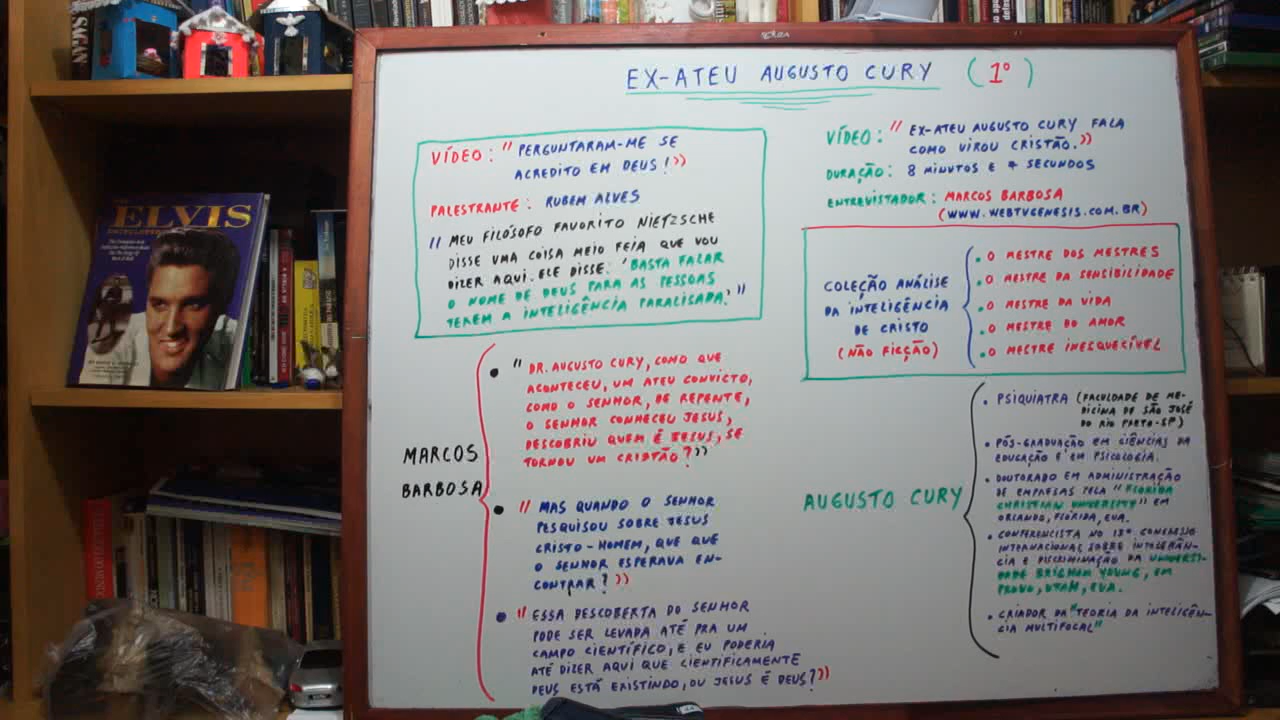 EX-ATEU AUGUSTO CURY (1º)
VÍDEO: "PERGUNTARAM-ME SE
ACREDITO EM DEUS!"
PALESTRANTE: RUBEM ALVES
"MEU FILÓSOFO FAVORITO NIETZSCHE
DISSE UMA COISA MEIO FEIA QUE VOU
DIZER AQUI. ELE DISSE: 'BASTA FALAR
O NOME DE DEUS PARA AS PESSOAS
TEREM A INTELIGÊNCIA PARALISADA.'"
MARCOS
BARBOSA
• "DR. AUGUSTO CURY, COMO QUE
ACONTECEU, UM ATEU CONVICTO,
COMO O SENHOR, DE REPENTE,
O SENHOR CONHECEU JESUS,
DESCOBRIU QUEM É JESUS, SE
TORNOU UM CRISTÃO?"
• "MAS QUANDO O SENHOR
PESQUISOU SOBRE JESUS
CRISTO-HOMEM, QUE QUE
O SENHOR ESPERAVA EN-
CONTRAR?"
• "ESSA DESCOBERTA DO SENHOR
PODE SER LEVADA ATÉ PRA UM
CAMPO CIENTÍFICO, E EU PODERIA
ATÉ DIZER AQUI QUE CIENTIFICAMENTE
DEUS ESTÁ EXISTINDO, OU JESUS É DEUS?"
VÍDEO: "EX-ATEU AUGUSTO CURY FALA
COMO VIROU CRISTÃO."
DURAÇÃO: 8 MINUTOS E 7 SEGUNDOS
ENTREVISTADOR: MARCOS BARBOSA
(WWW.WEBTVGENESIS.COM.BR)
COLEÇÃO ANÁLISE
DA INTELIGÊNCIA
DE CRISTO
(NÃO FICÇÃO)
• O MESTRE DOS MESTRES
• O MESTRE DA SENSIBILIDADE
• O MESTRE DA VIDA
• O MESTRE DO AMOR
• O MESTRE INESQUECÍVEL
AUGUSTO CURY
• PSIQUIATRA (FACULDADE DE ME-
DICINA DE SÃO JOSÉ
DO RIO PRETO-SP)
• PÓS-GRADUAÇÃO EM CIÊNCIAS DA
EDUCAÇÃO E EM PSICOLOGIA.
• DOUTORADO EM ADMINISTRAÇÃO
DE EMPRESAS PELA "FLORIDA
CHRISTIAN UNIVERSITY" EM
ORLANDO, FLÓRIDA, EUA.
• CONFERENCISTA NO 13º CONGRESSO
INTERNACIONAL SOBRE INTOLERÂN-
CIA E DISCRIMINAÇÃO DA UNIVERSI-
DADE BRIGHAM YOUNG, EM
PROVO, UTAH, EUA.
• CRIADOR DA "TEORIA DA INTELIGÊN-
CIA MULTIFOCAL"
THE
ELVIS
SAGAN